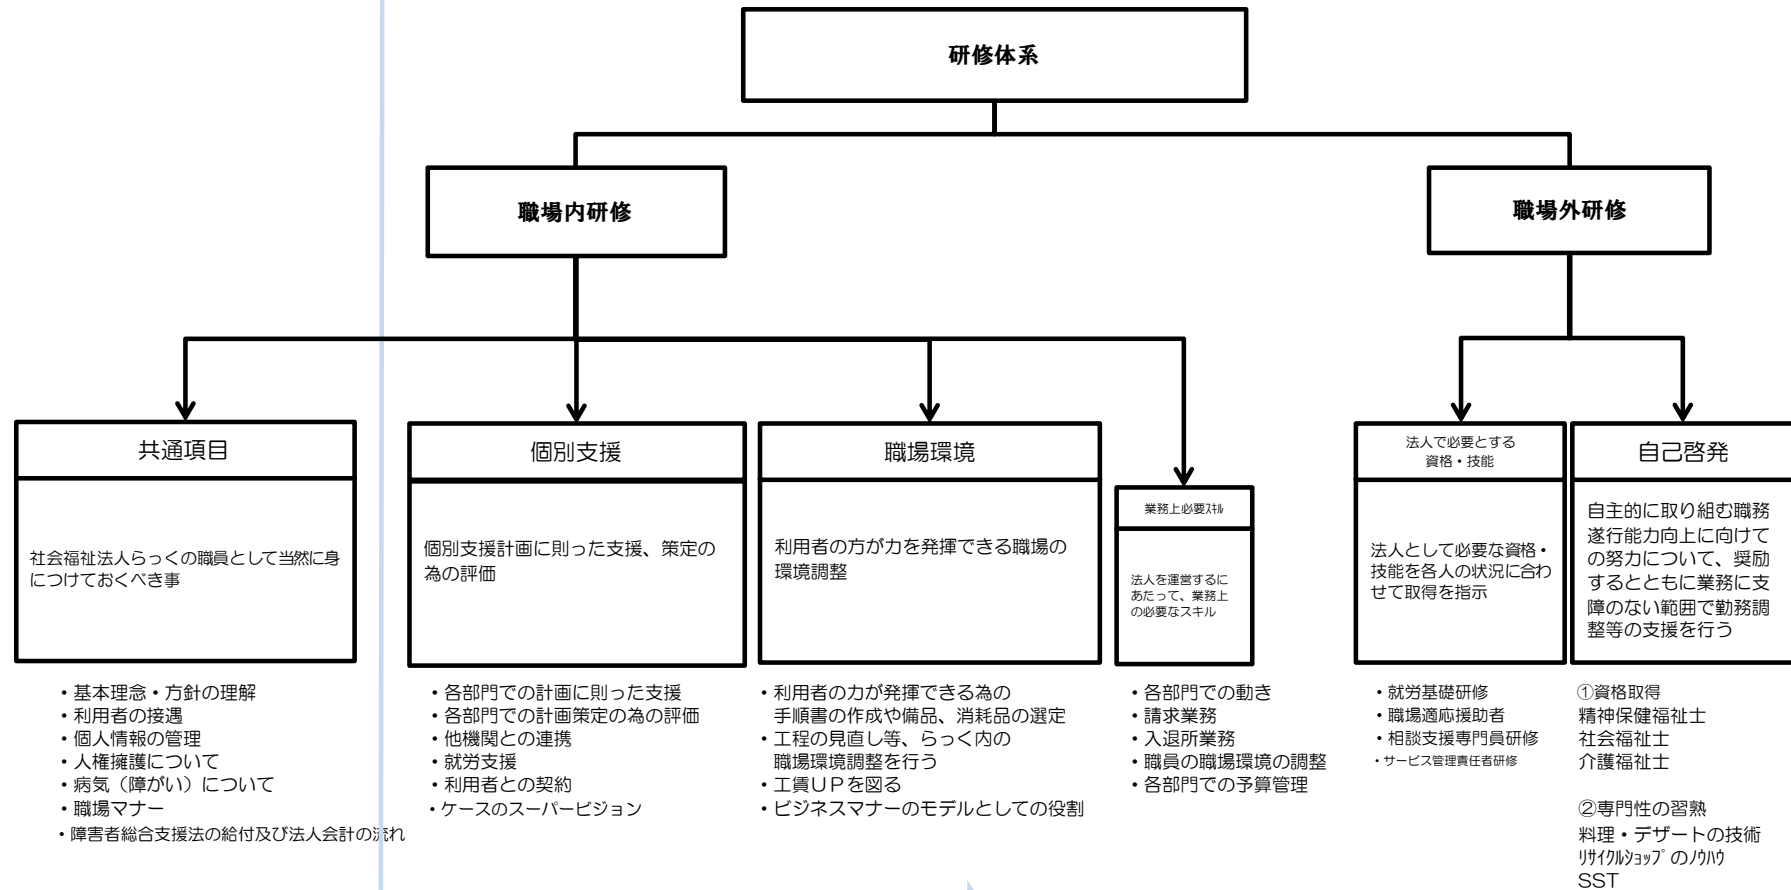 研修体系
職場内研修
職場外研修
共通項目
社会福祉法人らっくの職員として当然に身
につけておくべき事
・基本理念・方針の理解
・利用者の接遇
・個人情報の管理
・人権擁護について
・病気（障がい）について
・職場マナー
・障害者総合支援法の給付及び法人会計の流れ
個別支援
個別支援計画に則った支援、策定の
為の評価
・各部門での計画に則った支援
・各部門での計画策定の為の評価
・他機関との連携
・就労支援
・利用者との契約
・ケースのスーパービジョン
職場環境
利用者の方が力を発揮できる職場の
環境調整
・利用者の力が発揮できる為の
手順書の作成や備品、消耗品の選定
・工程の見直し等、らっく内の
職場環境調整を行う
・工賃ＵＰを図る
・ビジネスマナーのモデルとしての役割
業務上必要ｽｷﾙ
法人を運営するに
あたって、業務上
の必要なスキル
・各部門での動き
・請求業務
・入退所業務
・職員の職場環境の調整
・各部門での予算管理
法人で必要とする
資格・技能
法人として必要な資格・
技能を各人の状況に合わ
せて取得を指示
・就労基礎研修
・職場適応援助者
・相談支援専門員研修
・サービス管理責任者研修
自己啓発
自主的に取り組む職務
遂行能力向上に向けて
の努力について、奨励
するとともに業務に支
障のない範囲で勤務調
整等の支援を行う
①資格取得
精神保健福祉士
社会福祉士
介護福祉士
②専門性の習熟
料理・デザートの技術
ﾘｻｲｸﾙｼｮｯﾌﾟのﾉｳﾊｳ
SST